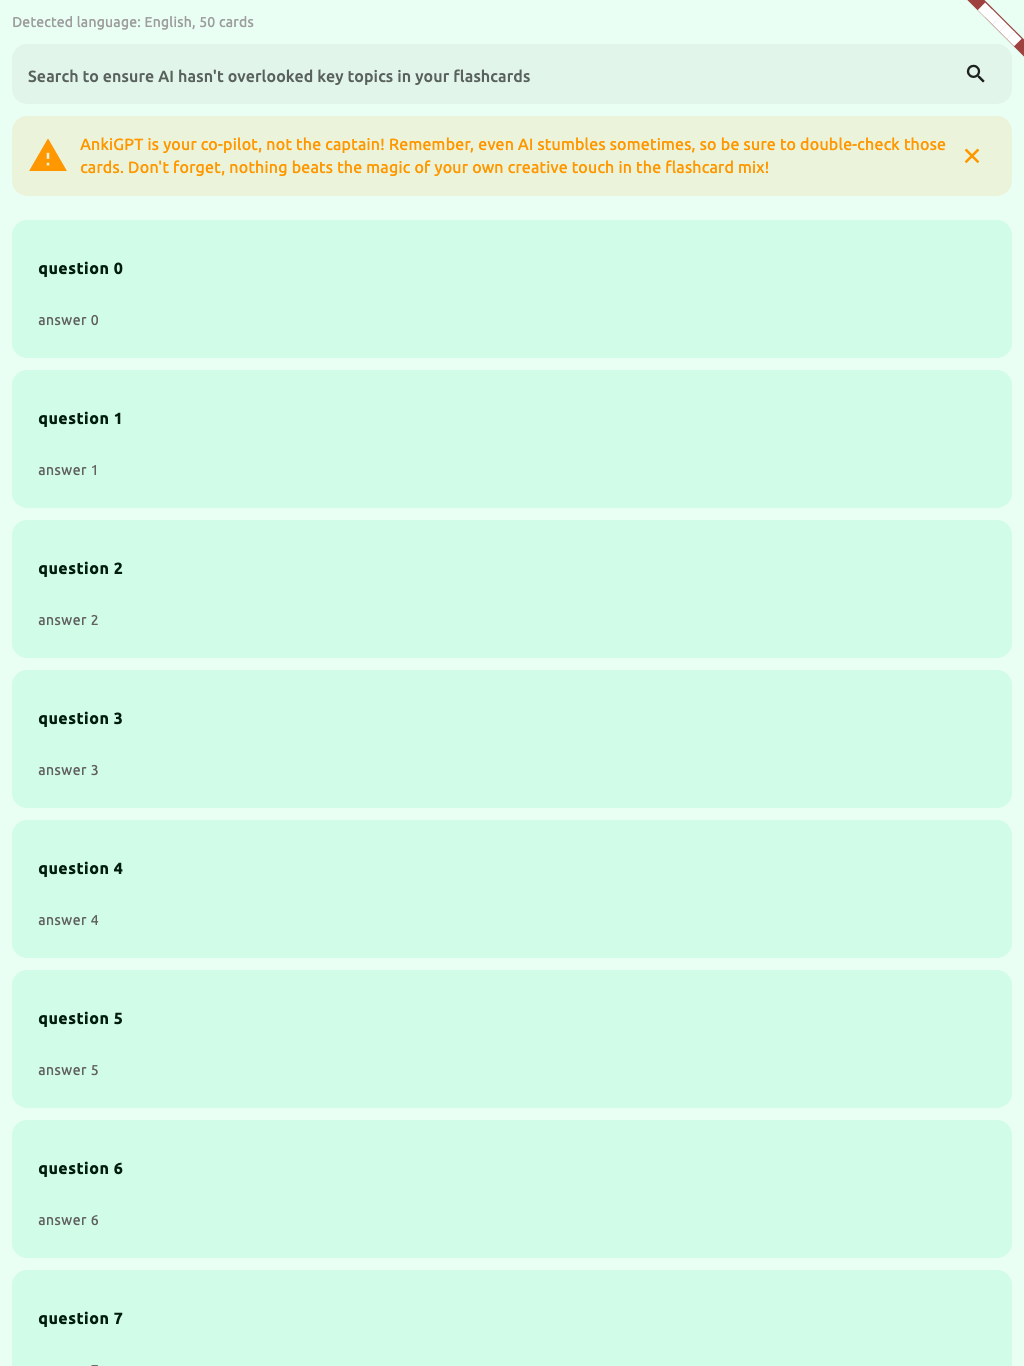 Detected language: English, 50 cards
Search to ensure AI hasn't overlooked key topics in your flashcards
AnkiGPT is your co-pilot, not the captain! Remember, even AI stumbles sometimes, so be sure to double-check those
cards. Don't forget, nothing beats the magic of your own creative touch in the flashcard mix!
question 0
answer 0
question 1
answer 1
question 2
answer 2
question 3
answer 3
question 4
answer 4
question 5
answer 5
question 6
answer 6
question 7